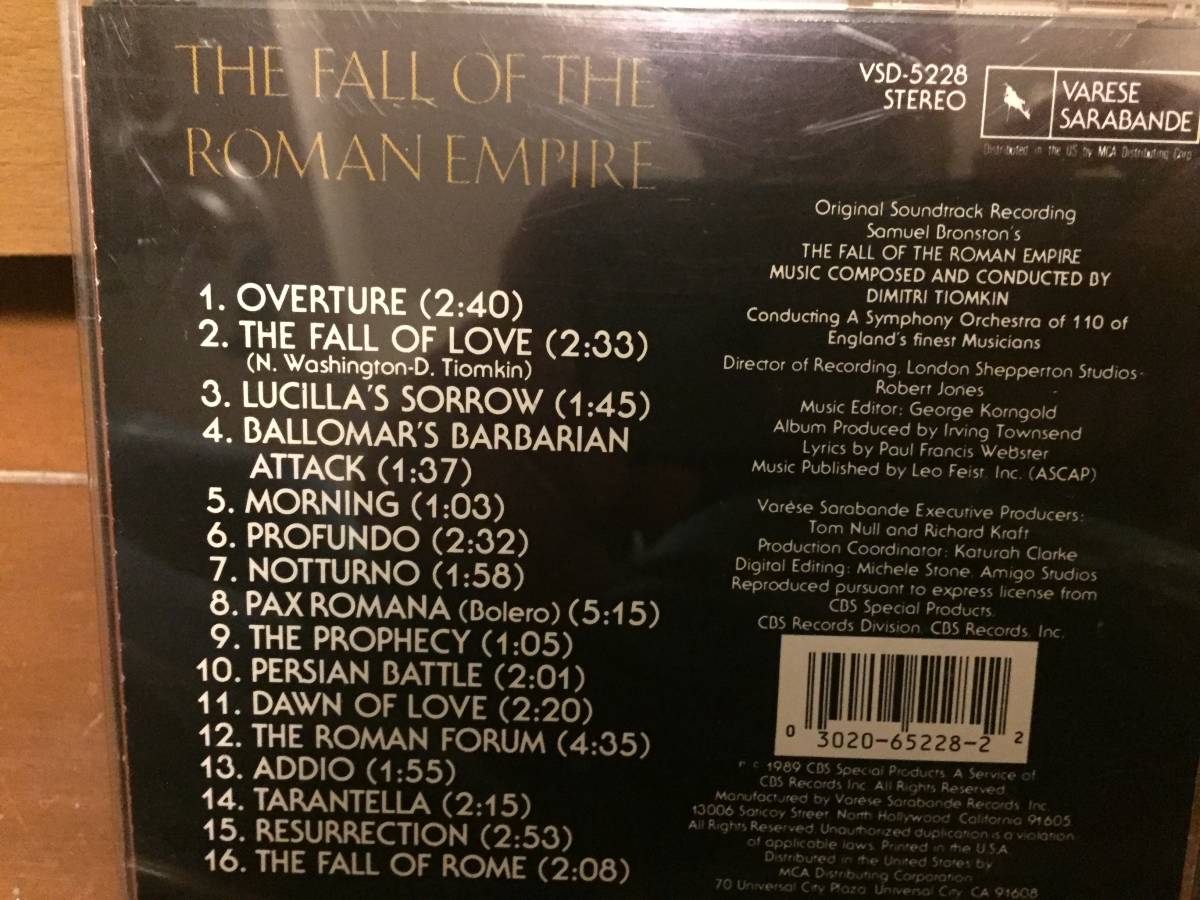 THE FALL OF THE
ROMAN EMPIRE
VSD-5228
STEREO
VARESE
SARABANDE
Distributed in the US by MCA Distributing Corp.
1. OVERTURE (2:40)
2. THE FALL OF LOVE (2:33)
(N. Washington-D. Tiomkin)
3. LUCILLA'S SORROW (1:45)
4. BALLOMAR'S BARBARIAN
ATTACK (1:37)
5. MORNING (1:03)
6. PROFUNDO (2:32)
7. NOTTURNO (1:58)
8. PAX ROMANA (Bolero) (5:15)
9. THE PROPHECY (1:05)
10. PERSIAN BATTLE (2:01)
11. DAWN OF LOVE (2:20)
12. THE ROMAN FORUM (4:35)
13. ADDIO (1:55)
14. TARANTELLA (2:15)
15. RESURRECTION (2:53)
16. THE FALL OF ROME (2:08)
Original Soundtrack Recording
Samuel Bronston's
THE FALL OF THE ROMAN EMPIRE
MUSIC COMPOSED AND CONDUCTED BY
DIMITRI TIOMKIN
Conducting A Symphony Orchestra of 110 of
England's finest Musicians
Director of Recording, London Shepperton Studios-
Robert Jones
Music Editor: George Korngold
Album Produced by Irving Townsend
Lyrics by Paul Francis Webster
Music Published by Leo Feist, Inc. (ASCAP)
Varèse Sarabande Executive Producers:
Tom Null and Richard Kraft
Production Coordinator: Katurah Clarke
Digital Editing: Michele Stone, Amigo Studios
Reproduced pursuant to express license from
CBS Special Products.
CBS Records Division, CBS Records, Inc.
0 3020-65228-2 2
℗ © 1989 CBS Special Products. A Service of
CBS Records Inc. All Rights Reserved.
Manufactured by Varèse Sarabande Records, Inc.
13006 Saticoy Street, North Hollywood, California 91605
All Rights Reserved. Unauthorized duplication is a violation
of applicable laws. Printed in the U.S.A.
Distributed in the United States by
MCA Distributing Corporation
70 Universal City Plaza, Universal City, CA 91608